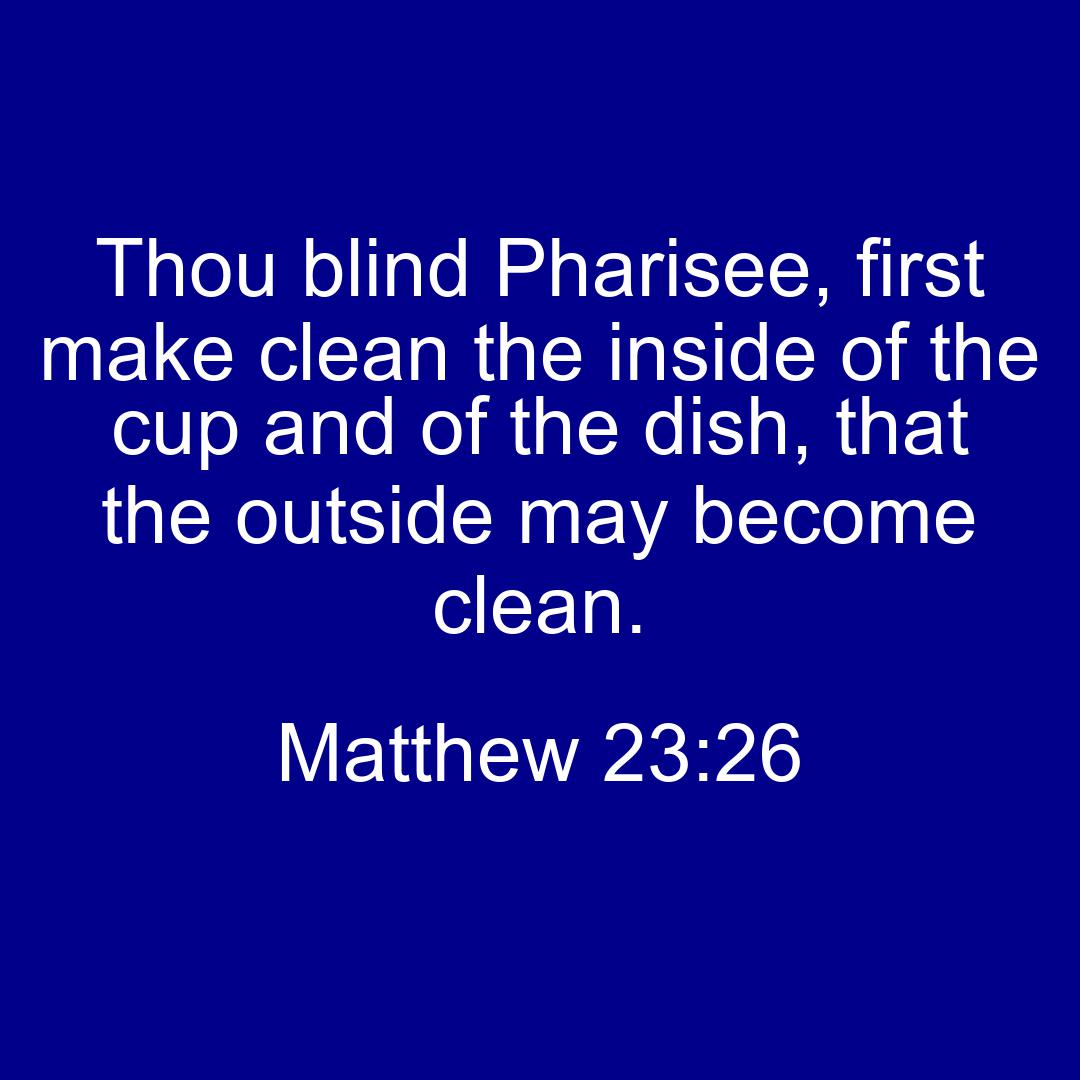 Thou blind Pharisee, first
make clean the inside of the
cup and of the dish, that
the outside may become
clean.
Matthew 23:26